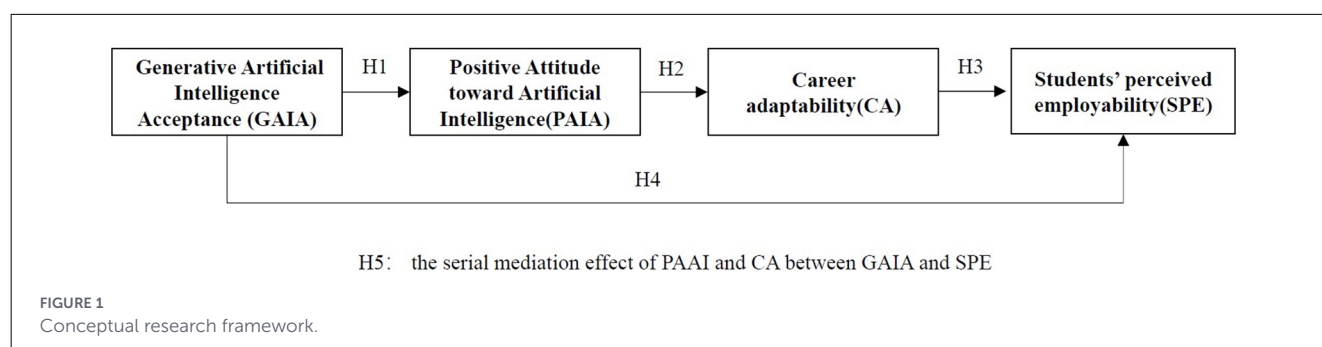 Generative Artificial
Intelligence
Acceptance (GAIA)
H1
Positive Attitude
toward Artificial
Intelligence(PAIA)
H2
Career
adaptability(CA)
H3
Students' perceived
employability(SPE)
H4
H5: the serial mediation effect of PAAI and CA between GAIA and SPE
FIGURE 1
Conceptual research framework.